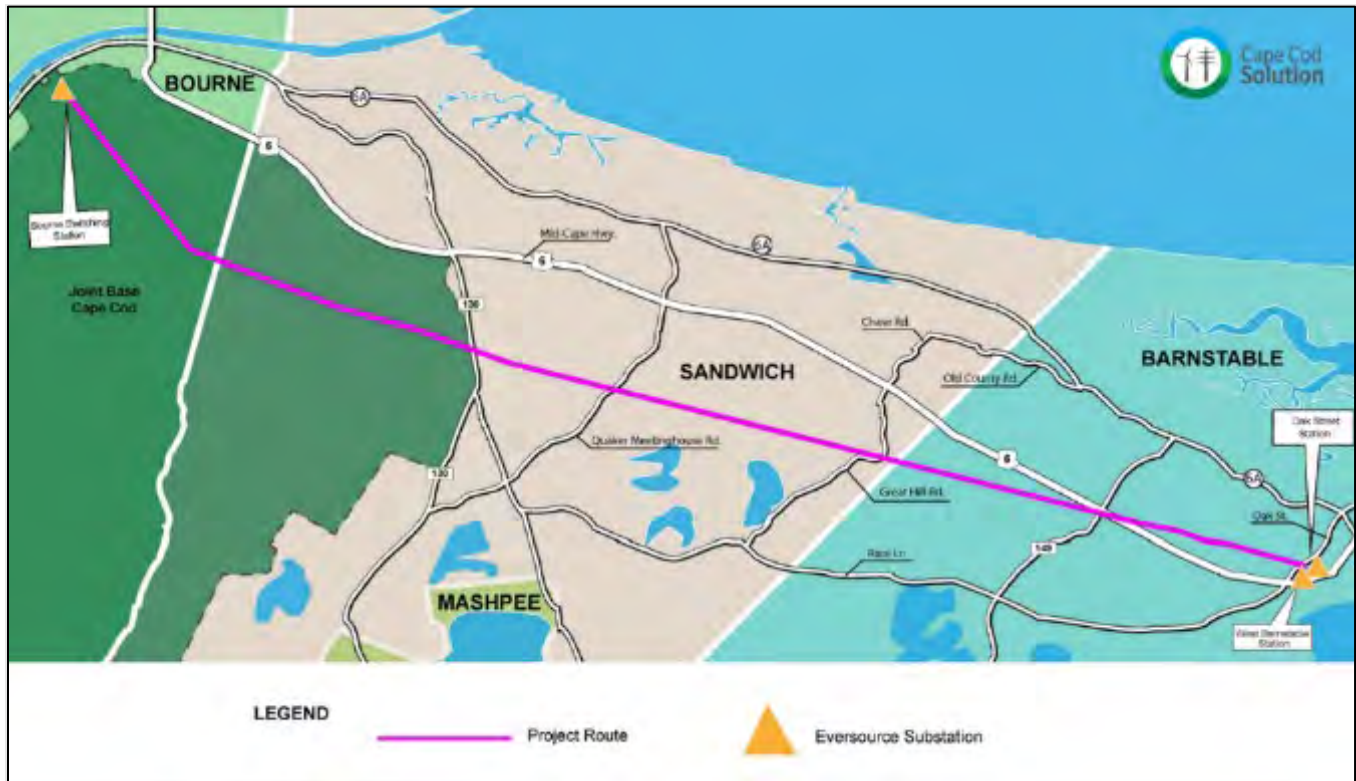 Cape Cod
Solution
BOURNE
6A
6
Bourne Switching
Station
Mid-Cape Hwy.
6
6A
Joint Base
Cape Cod
130
Chase Rd.
SANDWICH
Old County Rd.
BARNSTABLE
Oak Street
Station
Quaker Meetinghouse Rd.
130
6
Great Hill Rd.
6A
Oak St.
149
Race Ln
MASHPEE
West Barnstable
Station
LEGEND
Project Route
Eversource Substation